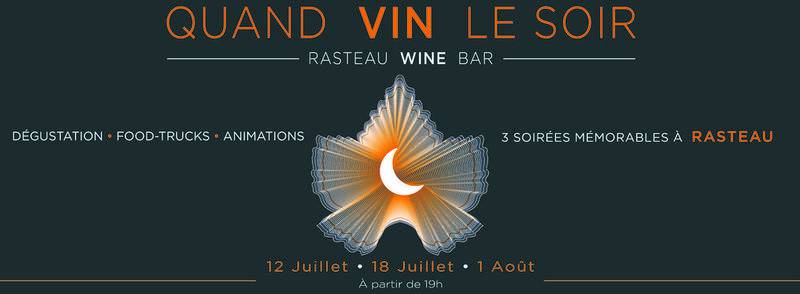 QUAND VIN LE SOIR
RASTEAU WINE BAR
DÉGUSTATION • FOOD-TRUCKS • ANIMATIONS
3 SOIRÉES MÉMORABLES À RASTEAU
12 Juillet • 18 Juillet • 1 Août
À partir de 19h